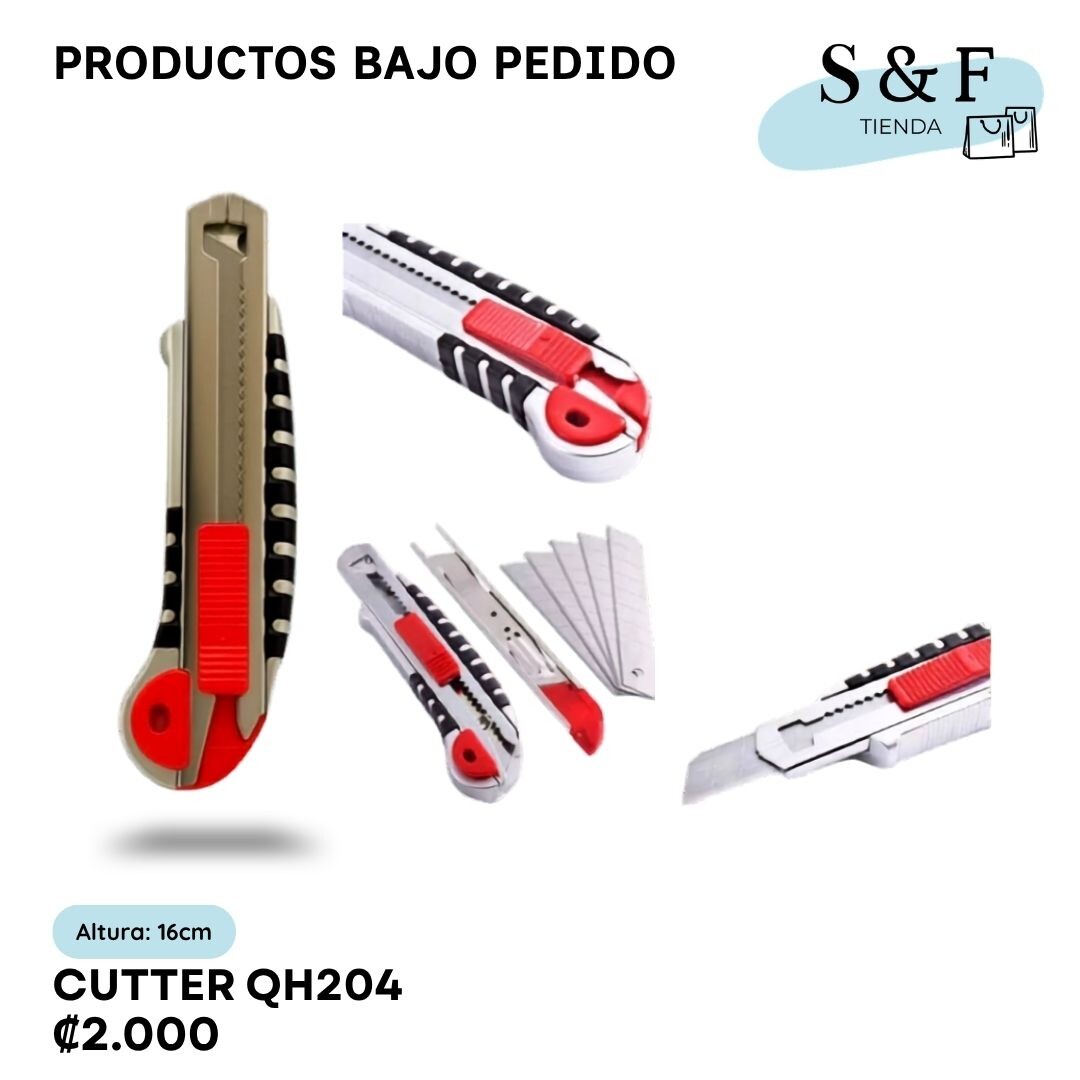 PRODUCTOS BAJO PEDIDO
S & F
TIENDA
Altura: 16cm
CUTTER QH204
₡2.000